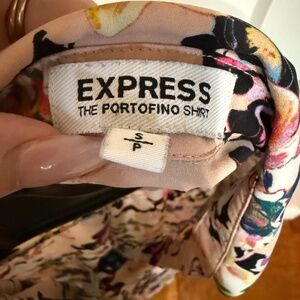 EXPRESS
THE PORTOFINO SHIRT
S
P